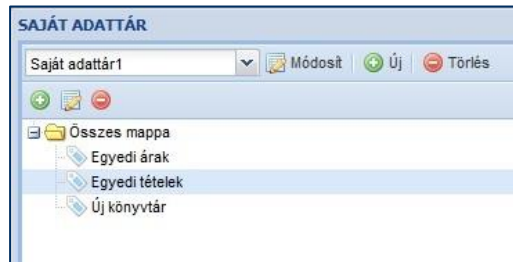 SAJÁT ADATTÁR
Saját adattár1 Módosít Új Törlés
Összes mappa
Egyedi árak
Egyedi tételek
Új könyvtár